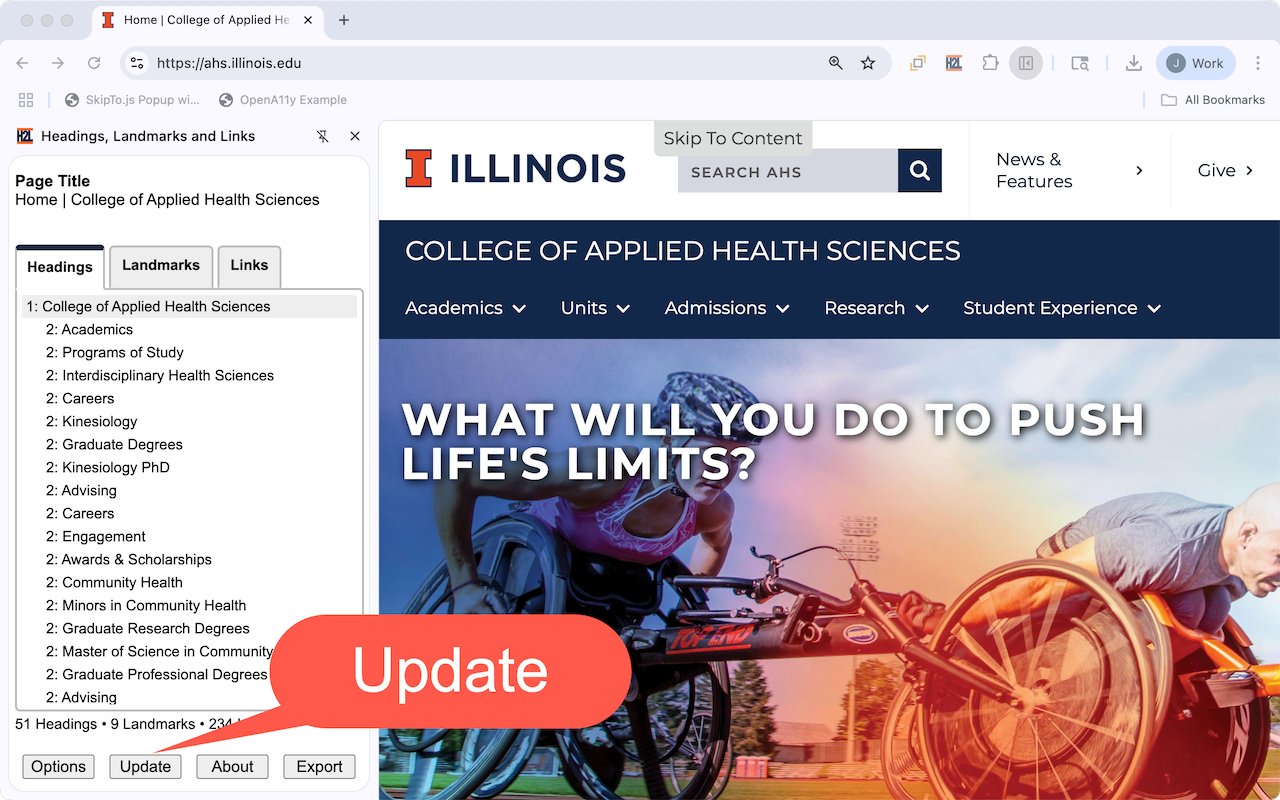 Home | College of Applied He
https://ahs.illinois.edu
H2L
J Work
SkipTo.js Popup wi...
OpenA11y Example
All Bookmarks
H2L Headings, Landmarks and Links
Page Title
Home | College of Applied Health Sciences
Headings Landmarks Links
1: College of Applied Health Sciences
2: Academics
2: Programs of Study
2: Interdisciplinary Health Sciences
2: Careers
2: Kinesiology
2: Graduate Degrees
2: Kinesiology PhD
2: Advising
2: Careers
2: Engagement
2: Awards & Scholarships
2: Community Health
2: Minors in Community Health
2: Graduate Research Degrees
2: Master of Science in Community
2: Graduate Professional Degrees
2: Advising
51 Headings • 9 Landmarks • 234
Options Update About Export
Update
Skip To Content
ILLINOIS
SEARCH AHS
News &
Features
Give
COLLEGE OF APPLIED HEALTH SCIENCES
Academics Units Admissions Research Student Experience
WHAT WILL YOU DO TO PUSH
LIFE'S LIMITS?
TOP END